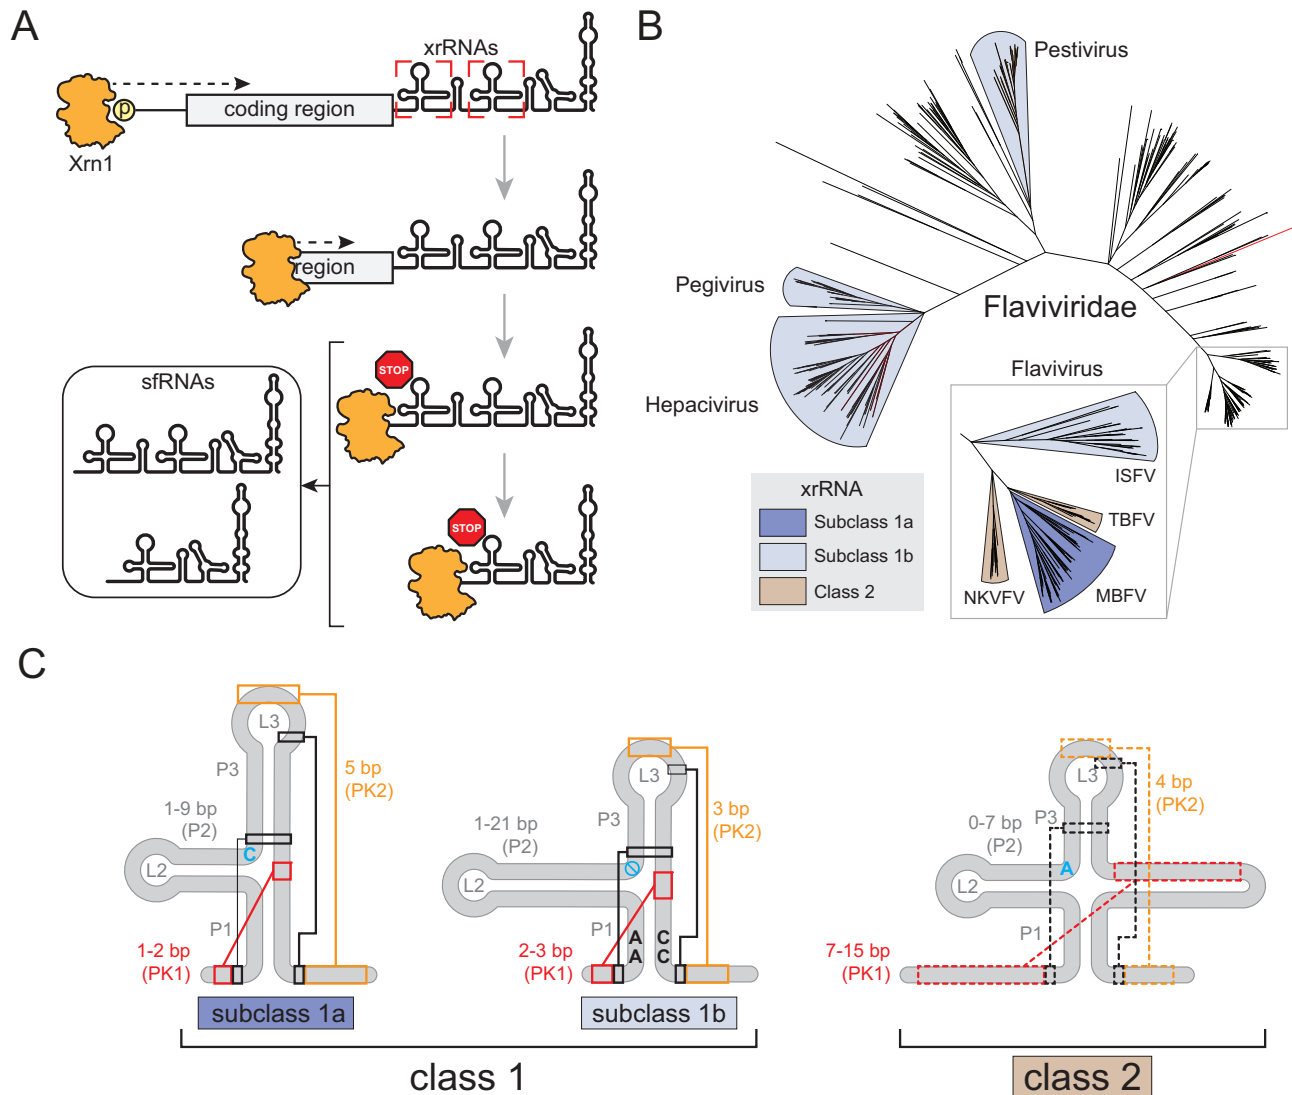 A
xrRNAs
p
coding region
Xrn1
region
STOP
sfRNAs
STOP
B
Pestivirus
Pegivirus
Flaviviridae
Hepacivirus
Flavivirus
ISFV
TBFV
NKVFV
MBFV
xrRNA
Subclass 1a
Subclass 1b
Class 2
C
L3
P3
5 bp
(PK2)
1-9 bp
(P2)
C
L2
P1
1-2 bp
(PK1)
subclass 1a
L3
P3
3 bp
(PK2)
1-21 bp
(P2)
L2
P1
A
A
C
C
2-3 bp
(PK1)
subclass 1b
class 1
L3
P3
4 bp
(PK2)
0-7 bp
(P2)
A
L2
P1
7-15 bp
(PK1)
class 2